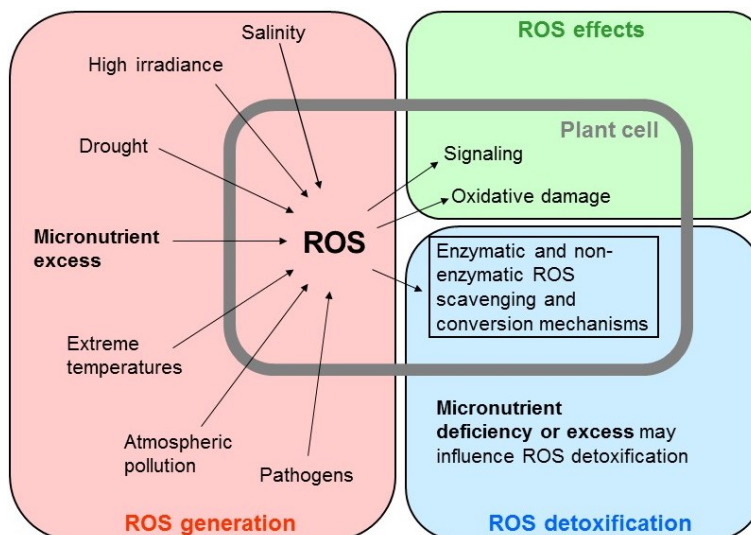 Salinity
High irradiance
Drought
Micronutrient
excess
Extreme
temperatures
Atmospheric
pollution
Pathogens
ROS
ROS generation
ROS effects
Plant cell
Signaling
Oxidative damage
Enzymatic and non-
enzymatic ROS
scavenging and
conversion mechanisms
Micronutrient
deficiency or excess may
influence ROS detoxification
ROS detoxification